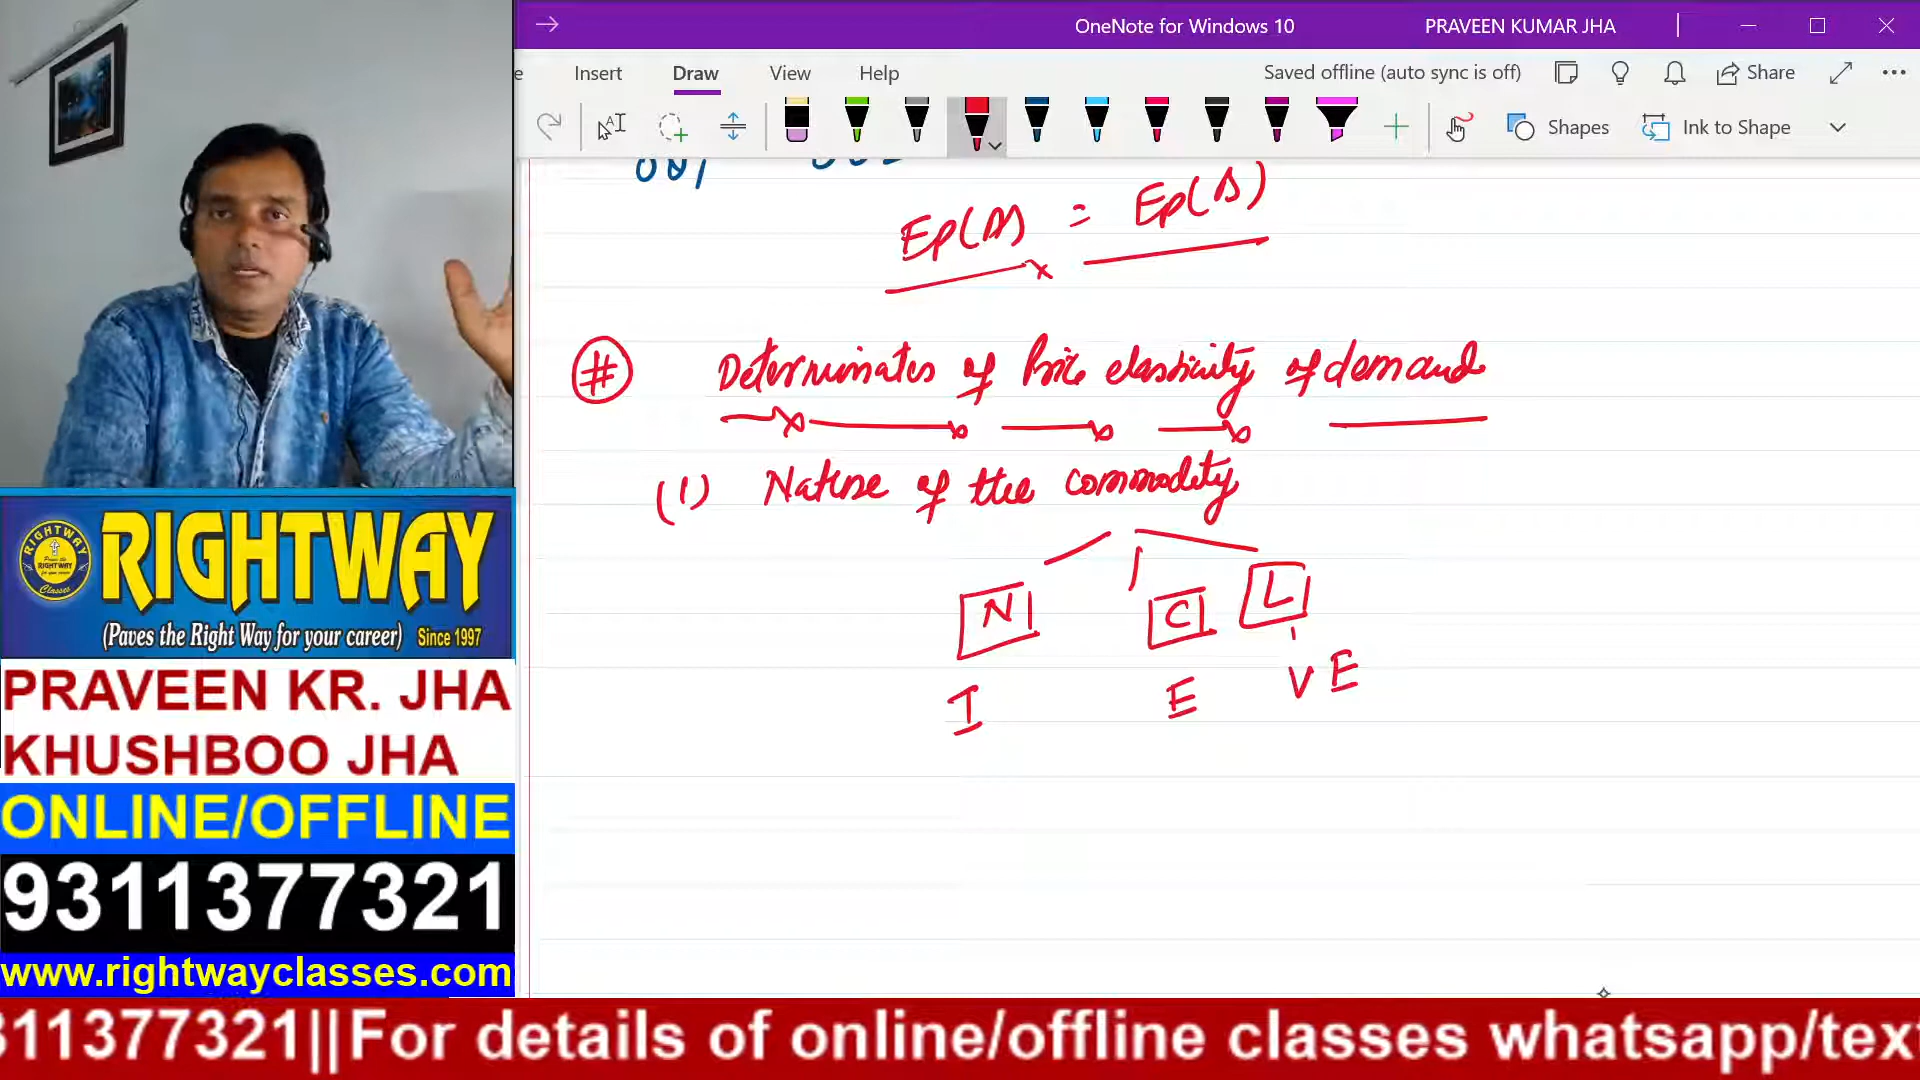 OneNote for Windows 10 PRAVEEN KUMAR JHA
Insert Draw View Help Saved offline (auto sync is off) Share
Shapes Ink to Shape
Ep(A) = Ep(B)
# Determinates of Price elasticity of demand
(1) Nature of the commodity
N C L
I E VE
RIGHTWAY
Classes
RIGHTWAY
(Paves the Right Way for your career) Since 1997
PRAVEEN KR. JHA
KHUSHBOO JHA
ONLINE/OFFLINE
9311377321
www.rightwayclasses.com
311377321||For details of online/offline classes whatsapp/tex